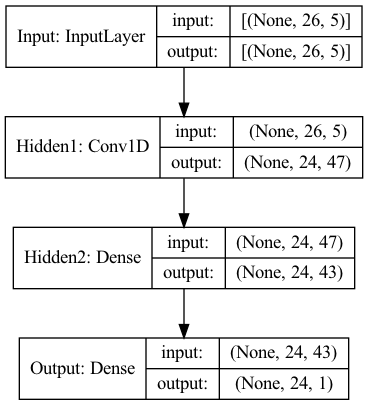 Input: InputLayer
input:
[(None, 26, 5)]
output:
[(None, 26, 5)]
Hidden1: Conv1D
input:
(None, 26, 5)
output:
(None, 24, 47)
Hidden2: Dense
input:
(None, 24, 47)
output:
(None, 24, 43)
Output: Dense
input:
(None, 24, 43)
output:
(None, 24, 1)